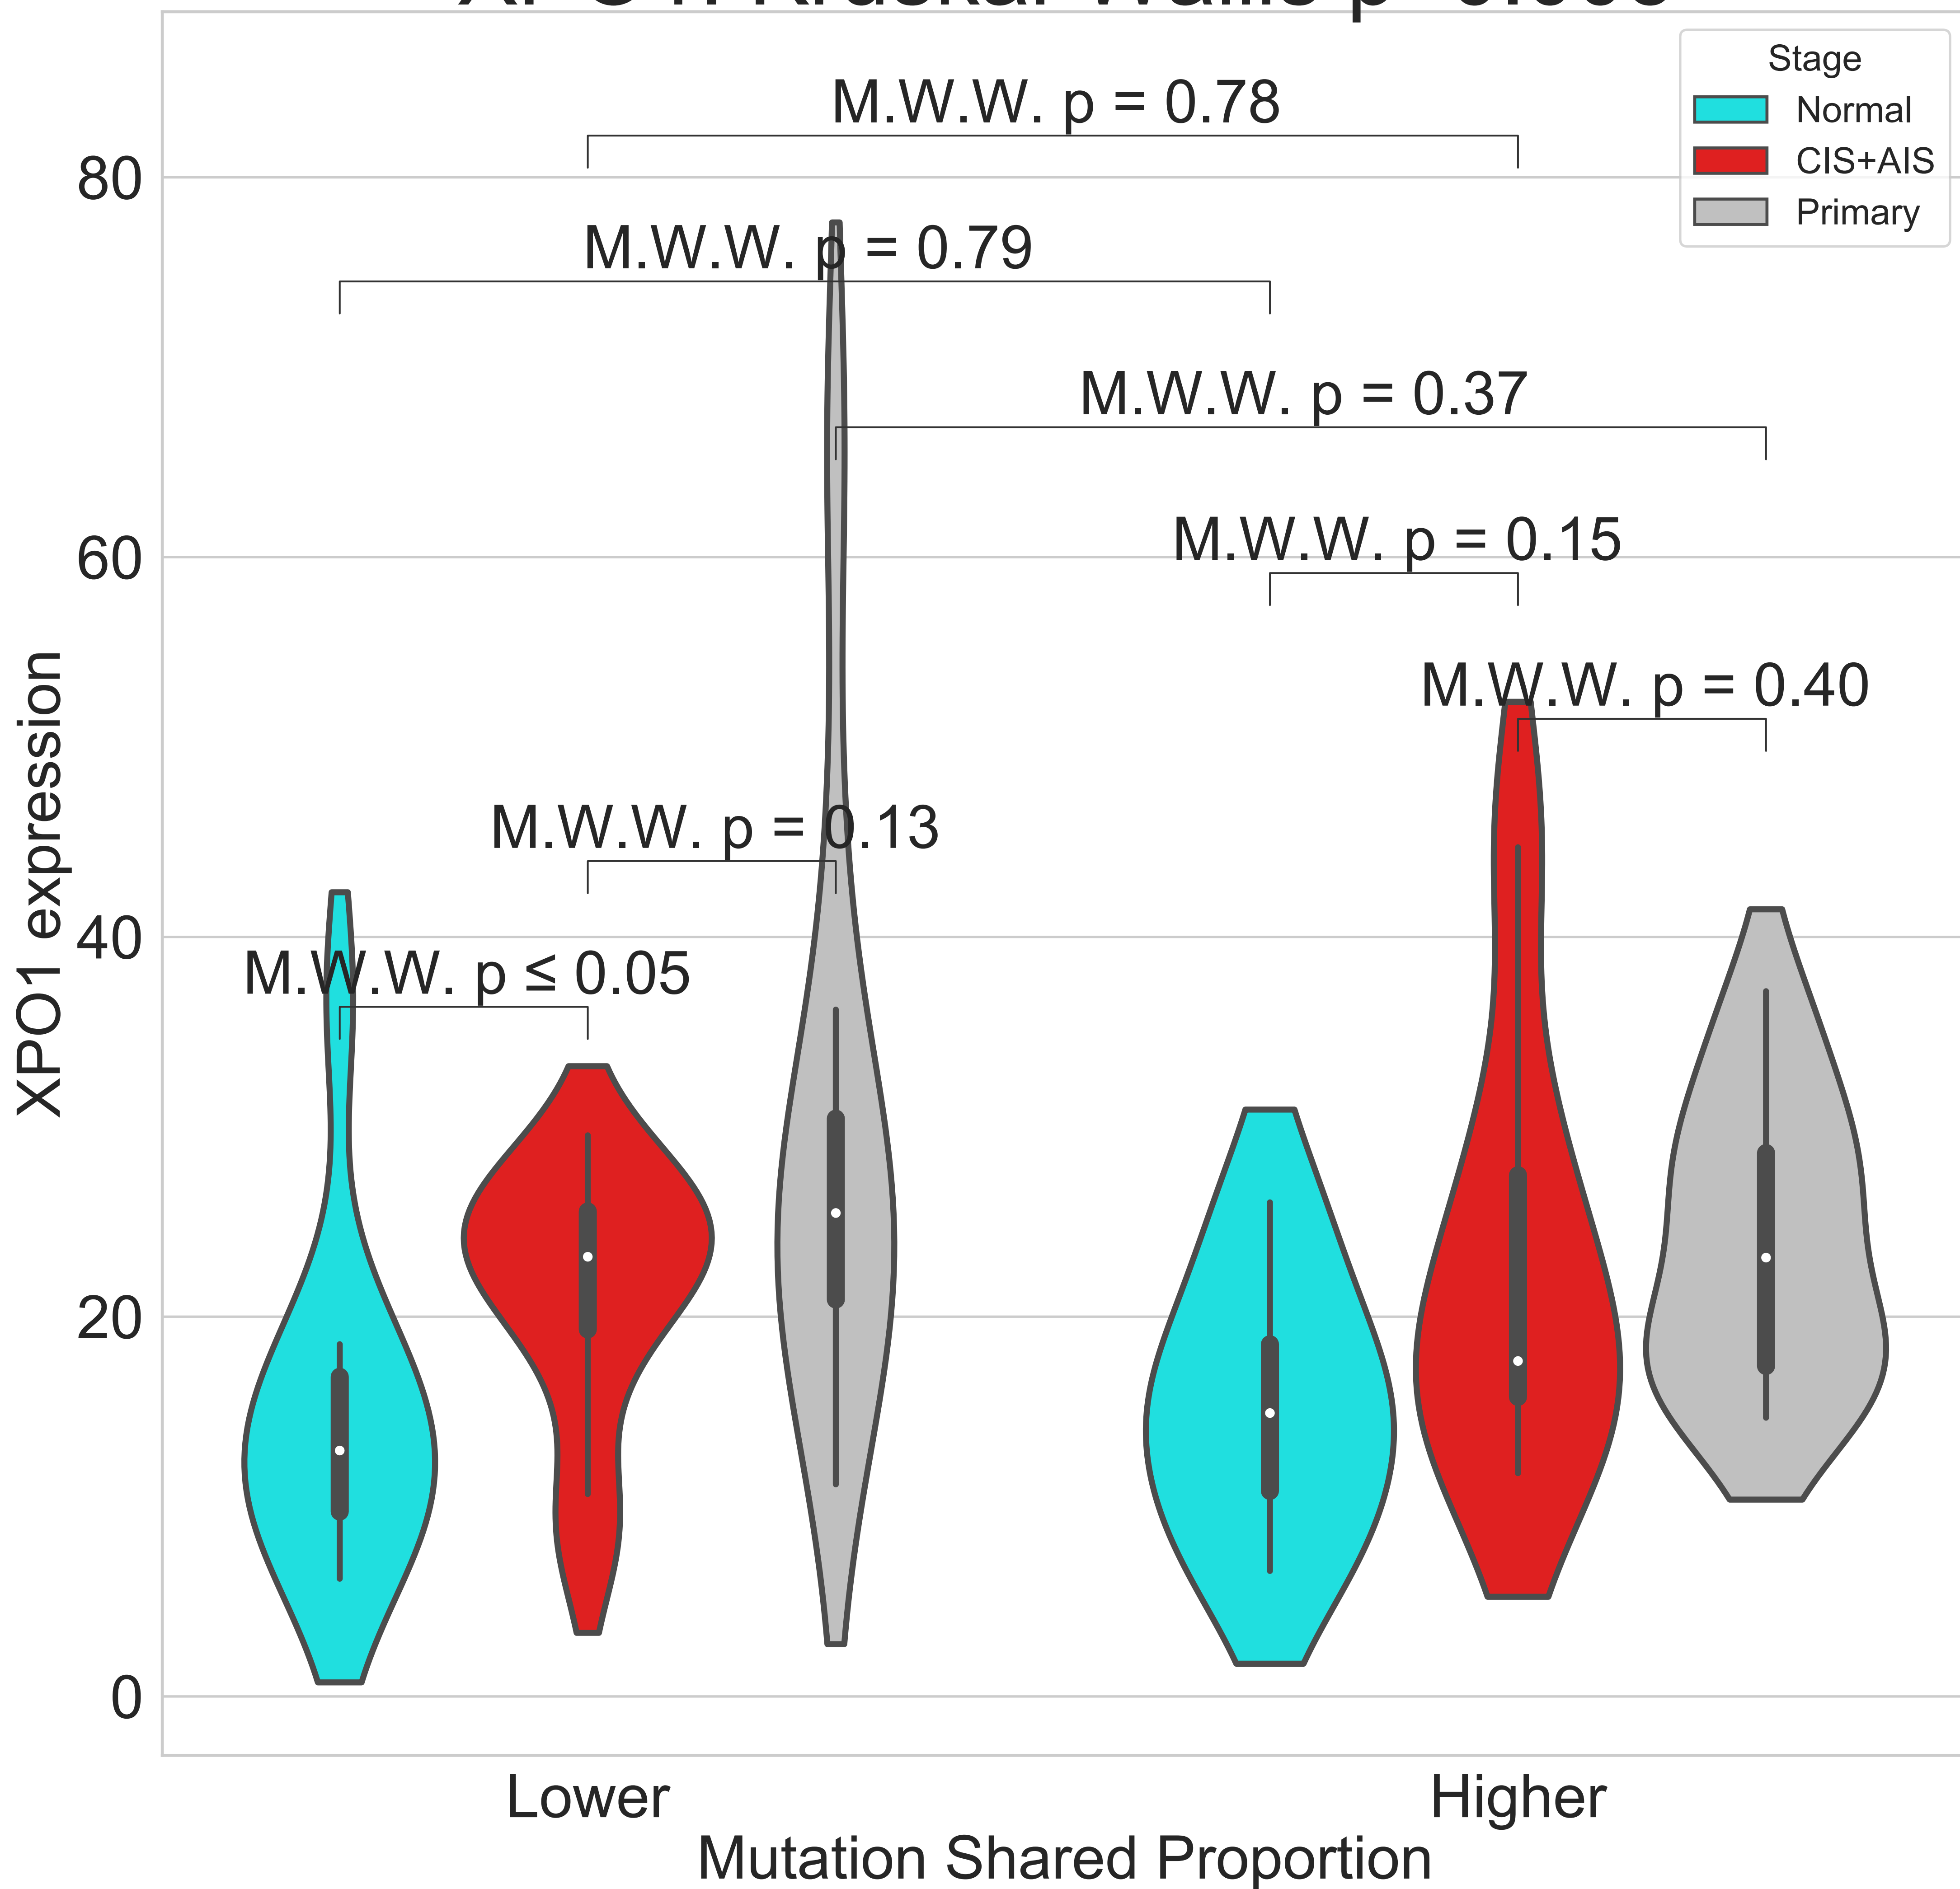 Stage
Normal
CIS+AIS
Primary
M.W.W. p = 0.78
M.W.W. p = 0.79
M.W.W. p = 0.37
M.W.W. p = 0.15
M.W.W. p = 0.40
M.W.W. p = 0.13
M.W.W. p ≤ 0.05
80
60
40
20
0
XPO1 expression
Lower
Higher
Mutation Shared Proportion